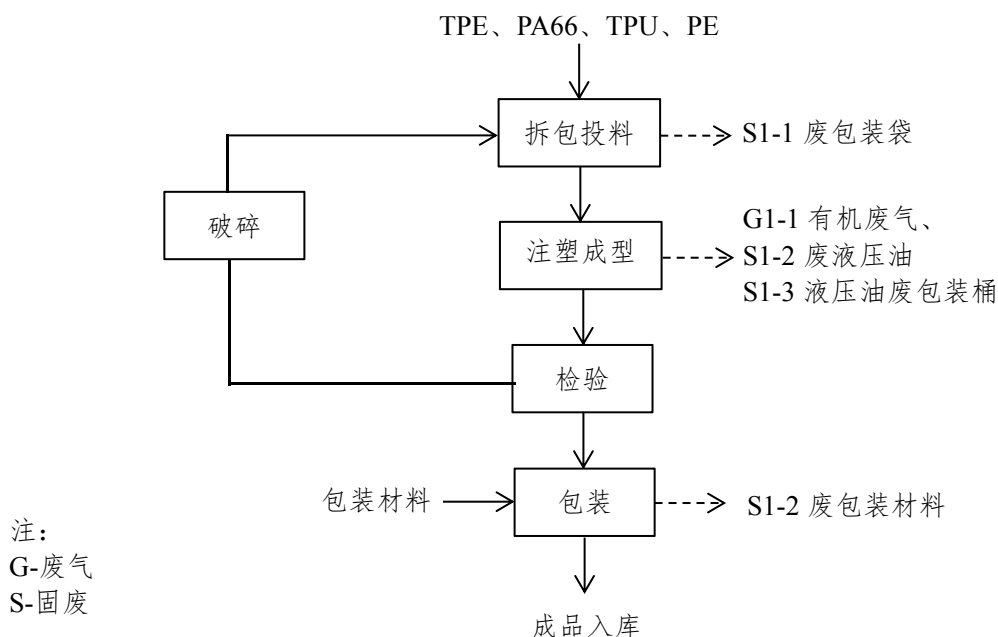 TPE、PA66、TPU、PE
拆包投料
S1-1 废包装袋
破碎
注塑成型
G1-1 有机废气、
S1-2 废液压油
S1-3 液压油废包装桶
检验
包装材料
包装
S1-2 废包装材料
注：
G-废气
S-固废
成品入库